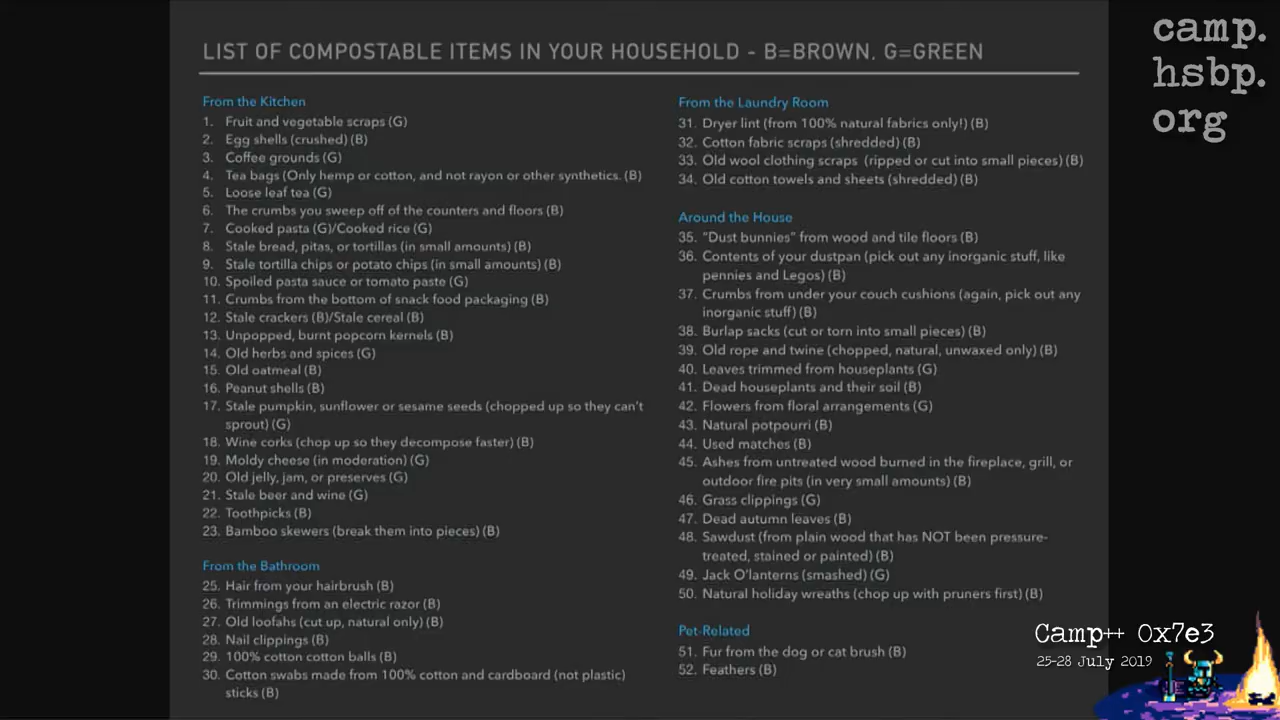 LIST OF COMPOSTABLE ITEMS IN YOUR HOUSEHOLD - B=BROWN. G=GREEN
From the Kitchen
1. Fruit and vegetable scraps (G)
2. Egg shells (crushed) (B)
3. Coffee grounds (G)
4. Tea bags (Only hemp or cotton, and not rayon or other synthetics. (B)
5. Loose leaf tea (G)
6. The crumbs you sweep off of the counters and floors (B)
7. Cooked pasta (G)/Cooked rice (G)
8. Stale bread, pitas, or tortillas (in small amounts) (B)
9. Stale tortilla chips or potato chips (in small amounts) (B)
10. Spoiled pasta sauce or tomato paste (G)
11. Crumbs from the bottom of snack food packaging (B)
12. Stale crackers (B)/Stale cereal (B)
13. Unpopped, burnt popcorn kernels (B)
14. Old herbs and spices (G)
15. Old oatmeal (B)
16. Peanut shells (B)
17. Stale pumpkin, sunflower or sesame seeds (chopped up so they can't
sprout) (G)
18. Wine corks (chop up so they decompose faster) (B)
19. Moldy cheese (in moderation) (G)
20. Old jelly, jam, or preserves (G)
21. Stale beer and wine (G)
22. Toothpicks (B)
23. Bamboo skewers (break them into pieces) (B)
From the Bathroom
25. Hair from your hairbrush (B)
26. Trimmings from an electric razor (B)
27. Old loofahs (cut up, natural only) (B)
28. Nail clippings (B)
29. 100% cotton cotton balls (B)
30. Cotton swabs made from 100% cotton and cardboard (not plastic)
sticks (B)
From the Laundry Room
31. Dryer lint (from 100% natural fabrics only!) (B)
32. Cotton fabric scraps (shredded) (B)
33. Old wool clothing scraps (ripped or cut into small pieces) (B)
34. Old cotton towels and sheets (shredded) (B)
Around the House
35. "Dust bunnies" from wood and tile floors (B)
36. Contents of your dustpan (pick out any inorganic stuff, like
pennies and Legos) (B)
37. Crumbs from under your couch cushions (again, pick out any
inorganic stuff) (B)
38. Burlap sacks (cut or torn into small pieces) (B)
39. Old rope and twine (chopped, natural, unwaxed only) (B)
40. Leaves trimmed from houseplants (G)
41. Dead houseplants and their soil (B)
42. Flowers from floral arrangements (G)
43. Natural potpourri (B)
44. Used matches (B)
45. Ashes from untreated wood burned in the fireplace, grill, or
outdoor fire pits (in very small amounts) (B)
46. Grass clippings (G)
47. Dead autumn leaves (B)
48. Sawdust (from plain wood that has NOT been pressure-
treated, stained or painted) (B)
49. Jack O'lanterns (smashed) (G)
50. Natural holiday wreaths (chop up with pruners first) (B)
Pet-Related
51. Fur from the dog or cat brush (B)
52. Feathers (B)
camp.
hsbp.
org
Camp++ 0x7e3
25-28 July 2019